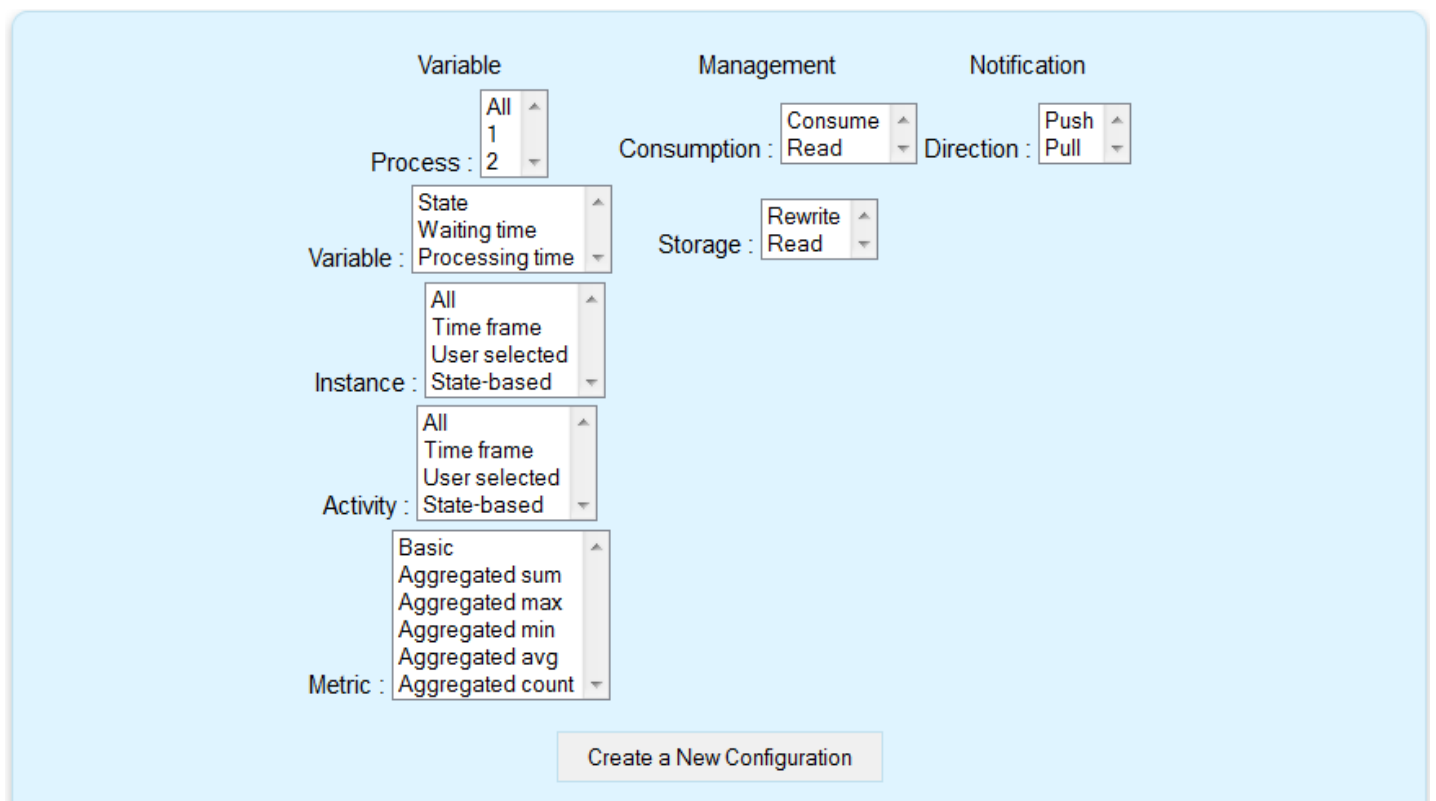 Variable Management Notification
All
1
Process : 2
Consume
Consumption : Read
Push
Direction : Pull
State
Waiting time
Variable : Processing time
Rewrite
Storage : Read
All
Time frame
User selected
Instance : State-based
All
Time frame
User selected
Activity : State-based
Basic
Aggregated sum
Aggregated max
Aggregated min
Aggregated avg
Metric : Aggregated count
Create a New Configuration